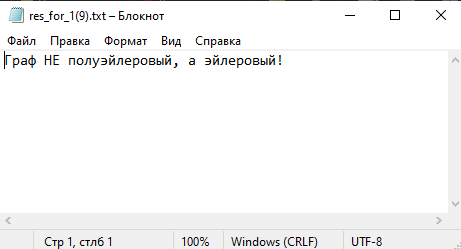 res_for_1(9).txt – Блокнот
Файл Правка Формат Вид Справка
Граф НЕ полуэйлеровый, а эйлеровый!
Стр 1, стлб 1 100% Windows (CRLF) UTF-8